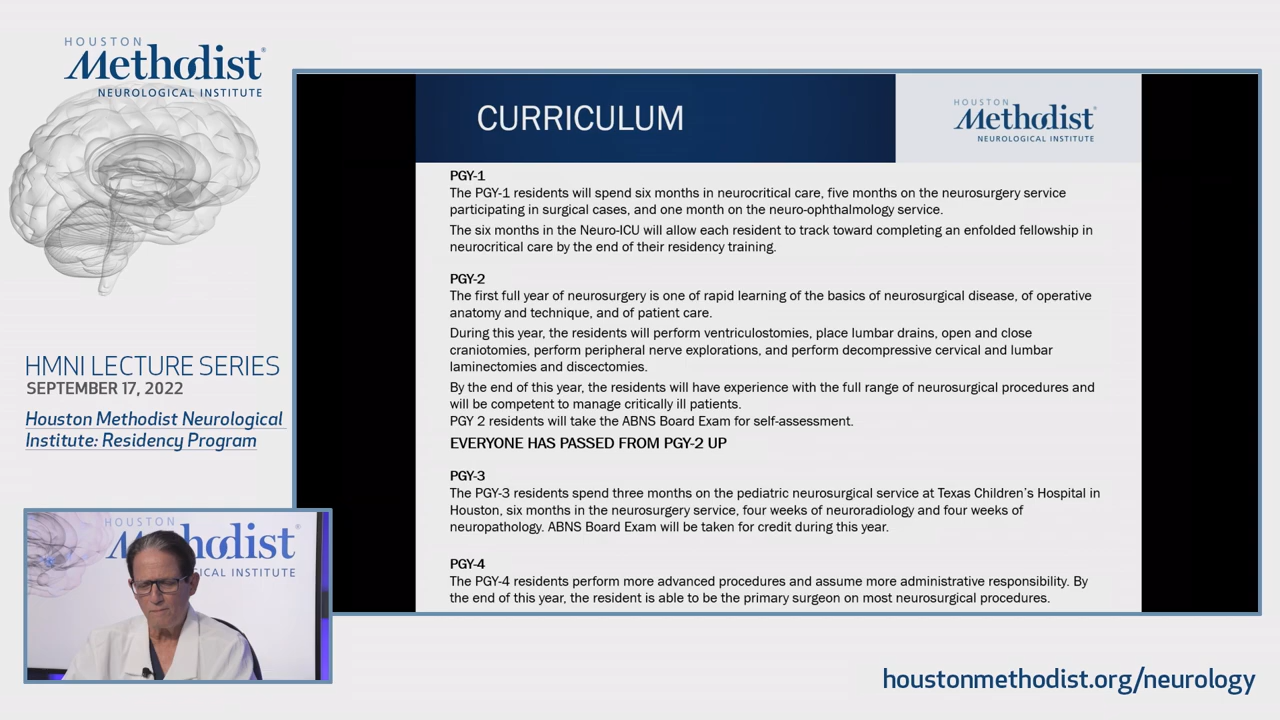 HOUSTON
Methodist
NEUROLOGICAL INSTITUTE
HMNI LECTURE SERIES
SEPTEMBER 17, 2022
Houston Methodist Neurological
Institute: Residency Program
CURRICULUM
HOUSTON
Methodist
NEUROLOGICAL INSTITUTE
PGY-1
The PGY-1 residents will spend six months in neurocritical care, five months on the neurosurgery service
participating in surgical cases, and one month on the neuro-ophthalmology service.
The six months in the Neuro-ICU will allow each resident to track toward completing an enfolded fellowship in
neurocritical care by the end of their residency training.
PGY-2
The first full year of neurosurgery is one of rapid learning of the basics of neurosurgical disease, of operative
anatomy and technique, and of patient care.
During this year, the residents will perform ventriculostomies, place lumbar drains, open and close
craniotomies, perform peripheral nerve explorations, and perform decompressive cervical and lumbar
laminectomies and discectomies.
By the end of this year, the residents will have experience with the full range of neurosurgical procedures and
will be competent to manage critically ill patients.
PGY 2 residents will take the ABNS Board Exam for self-assessment.
EVERYONE HAS PASSED FROM PGY-2 UP
PGY-3
The PGY-3 residents spend three months on the pediatric neurosurgical service at Texas Children's Hospital in
Houston, six months in the neurosurgery service, four weeks of neuroradiology and four weeks of
neuropathology. ABNS Board Exam will be taken for credit during this year.
PGY-4
The PGY-4 residents perform more advanced procedures and assume more administrative responsibility. By
the end of this year, the resident is able to be the primary surgeon on most neurosurgical procedures.
HOUSTON
INSTITUTE
houstonmethodist.org/neurology